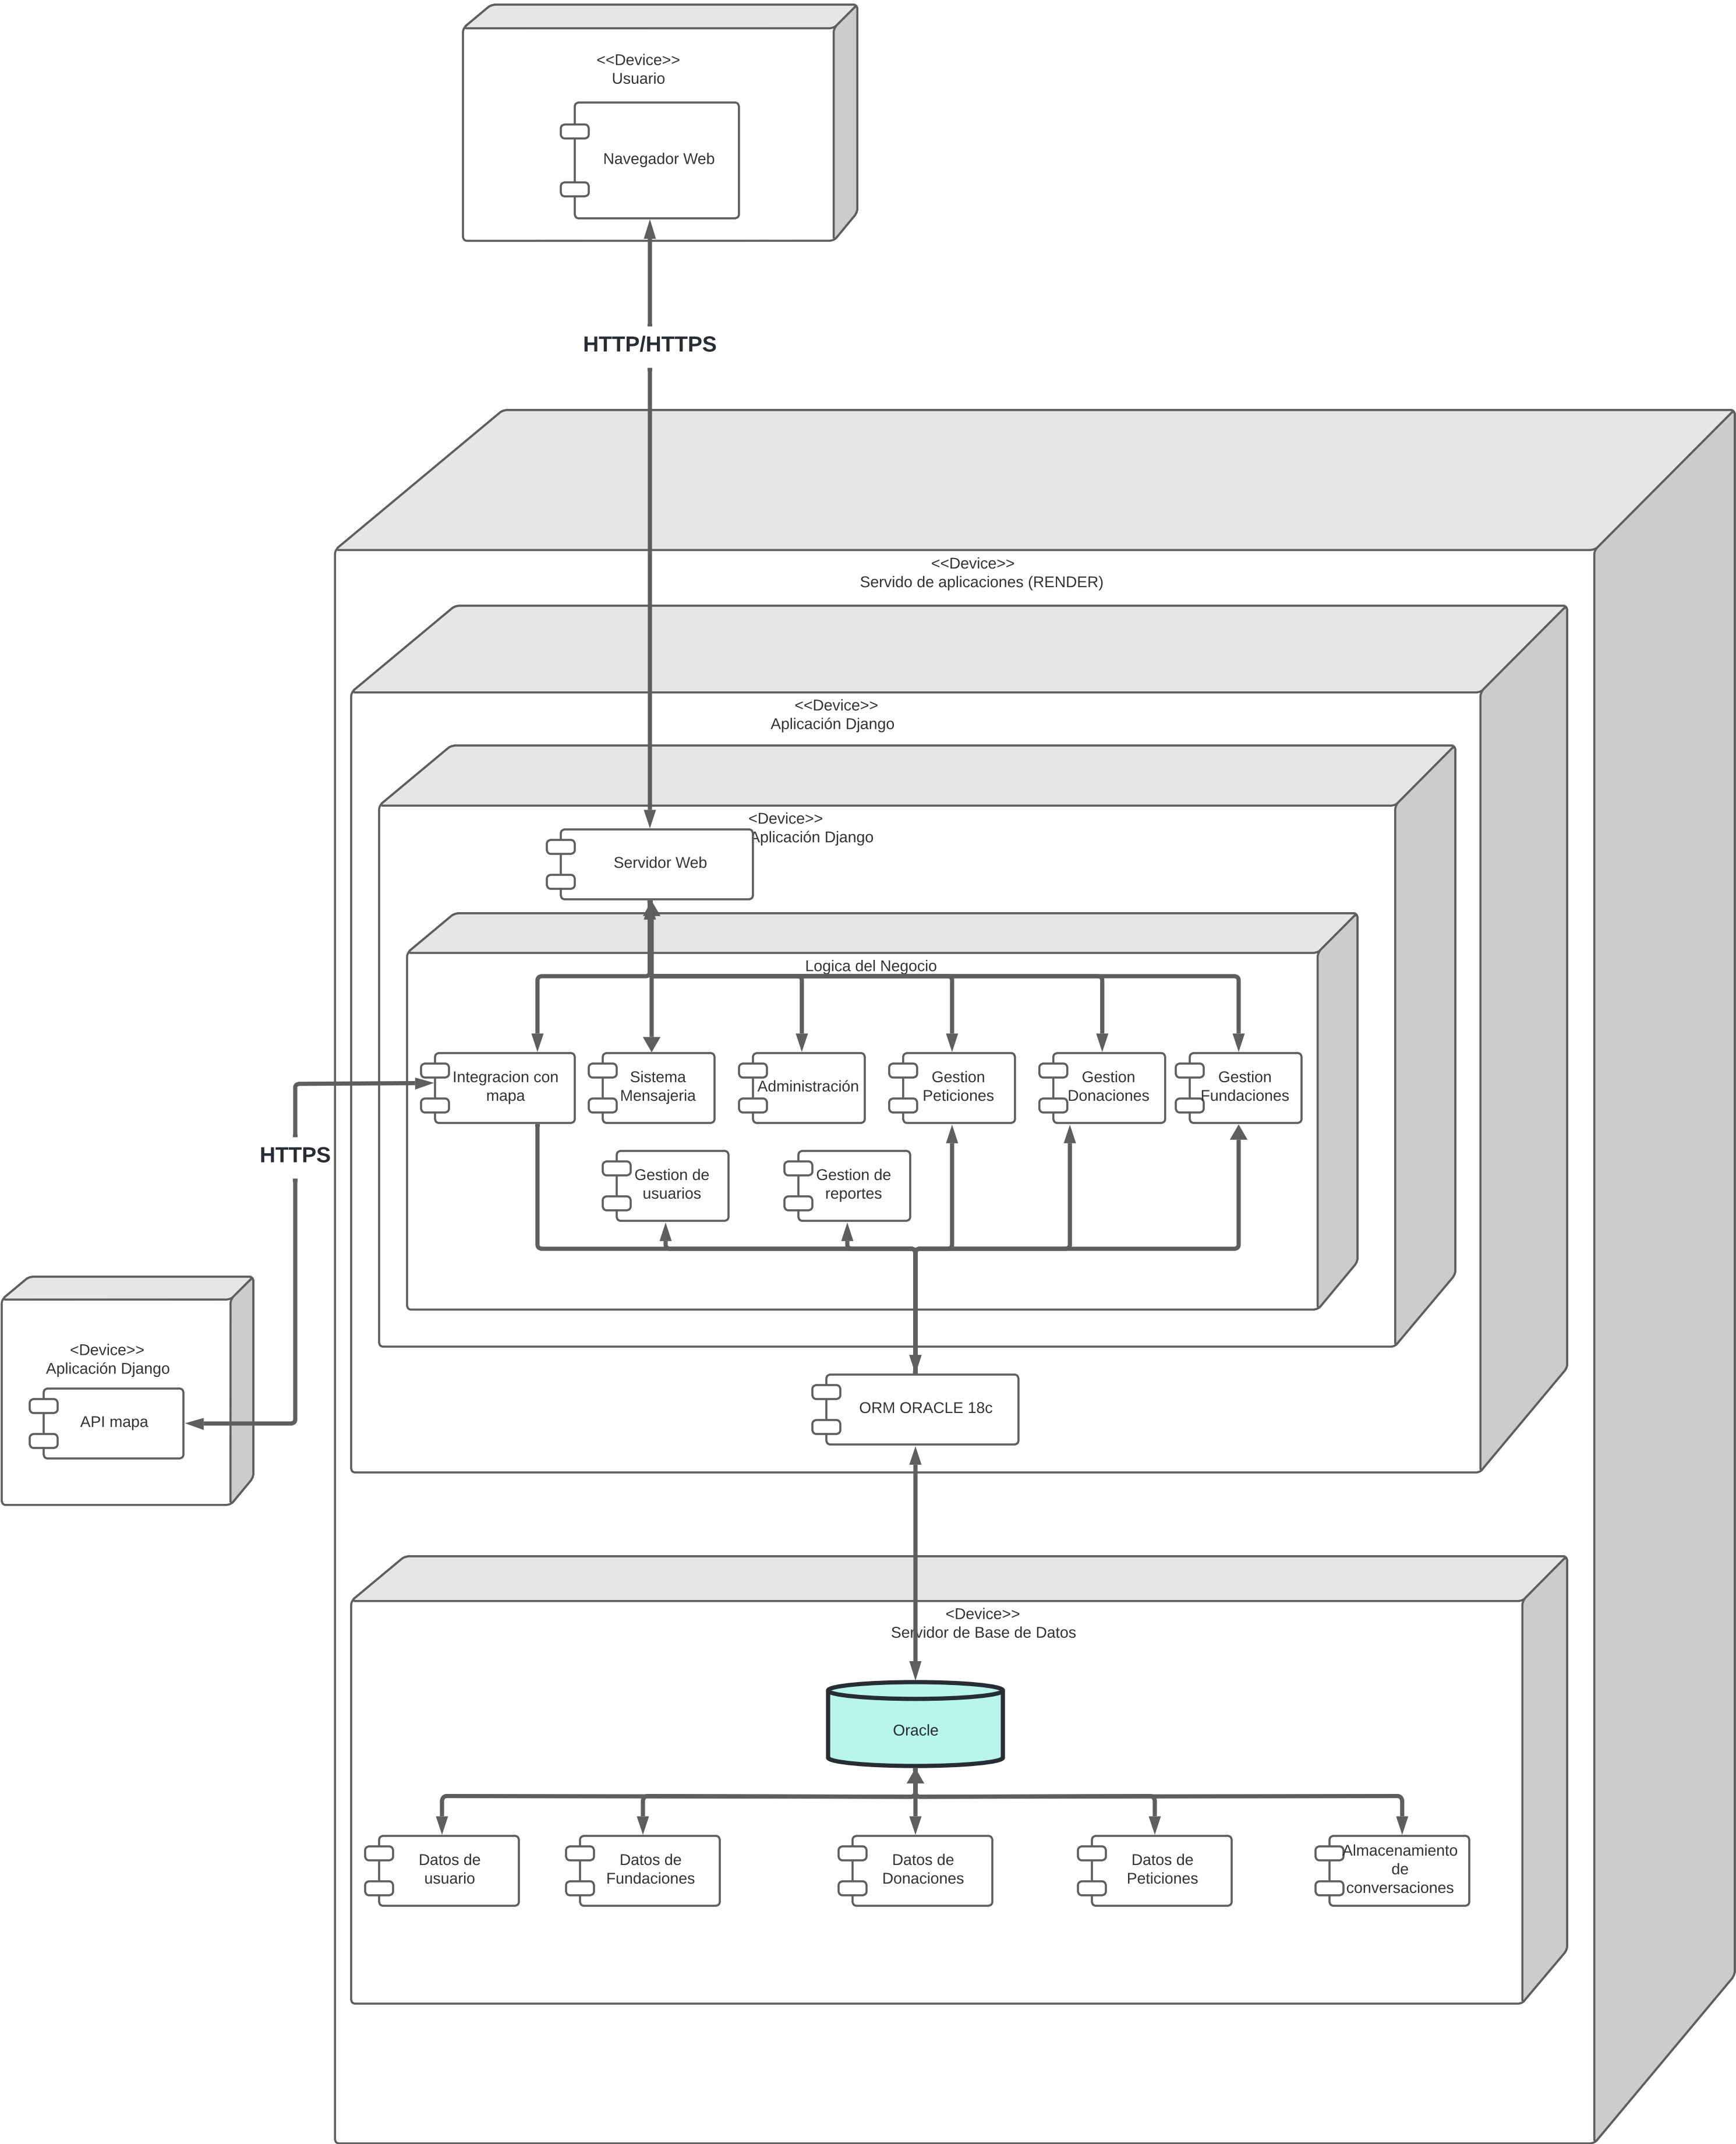 <<Device>>
Usuario
Navegador Web
HTTP/HTTPS
<<Device>>
Servido de aplicaciones (RENDER)
<<Device>>
Aplicación Django
<Device>>
Aplicación Django
Servidor Web
Logica del Negocio
Integracion con
mapa
Sistema
Mensajeria
Administración
Gestion
Peticiones
Gestion
Donaciones
Gestion
Fundaciones
HTTPS
Gestion de
usuarios
Gestion de
reportes
<Device>>
Aplicación Django
API mapa
ORM ORACLE 18c
<Device>>
Servidor de Base de Datos
Oracle
Datos de
usuario
Datos de
Fundaciones
Datos de
Donaciones
Datos de
Peticiones
Almacenamiento
de
conversaciones